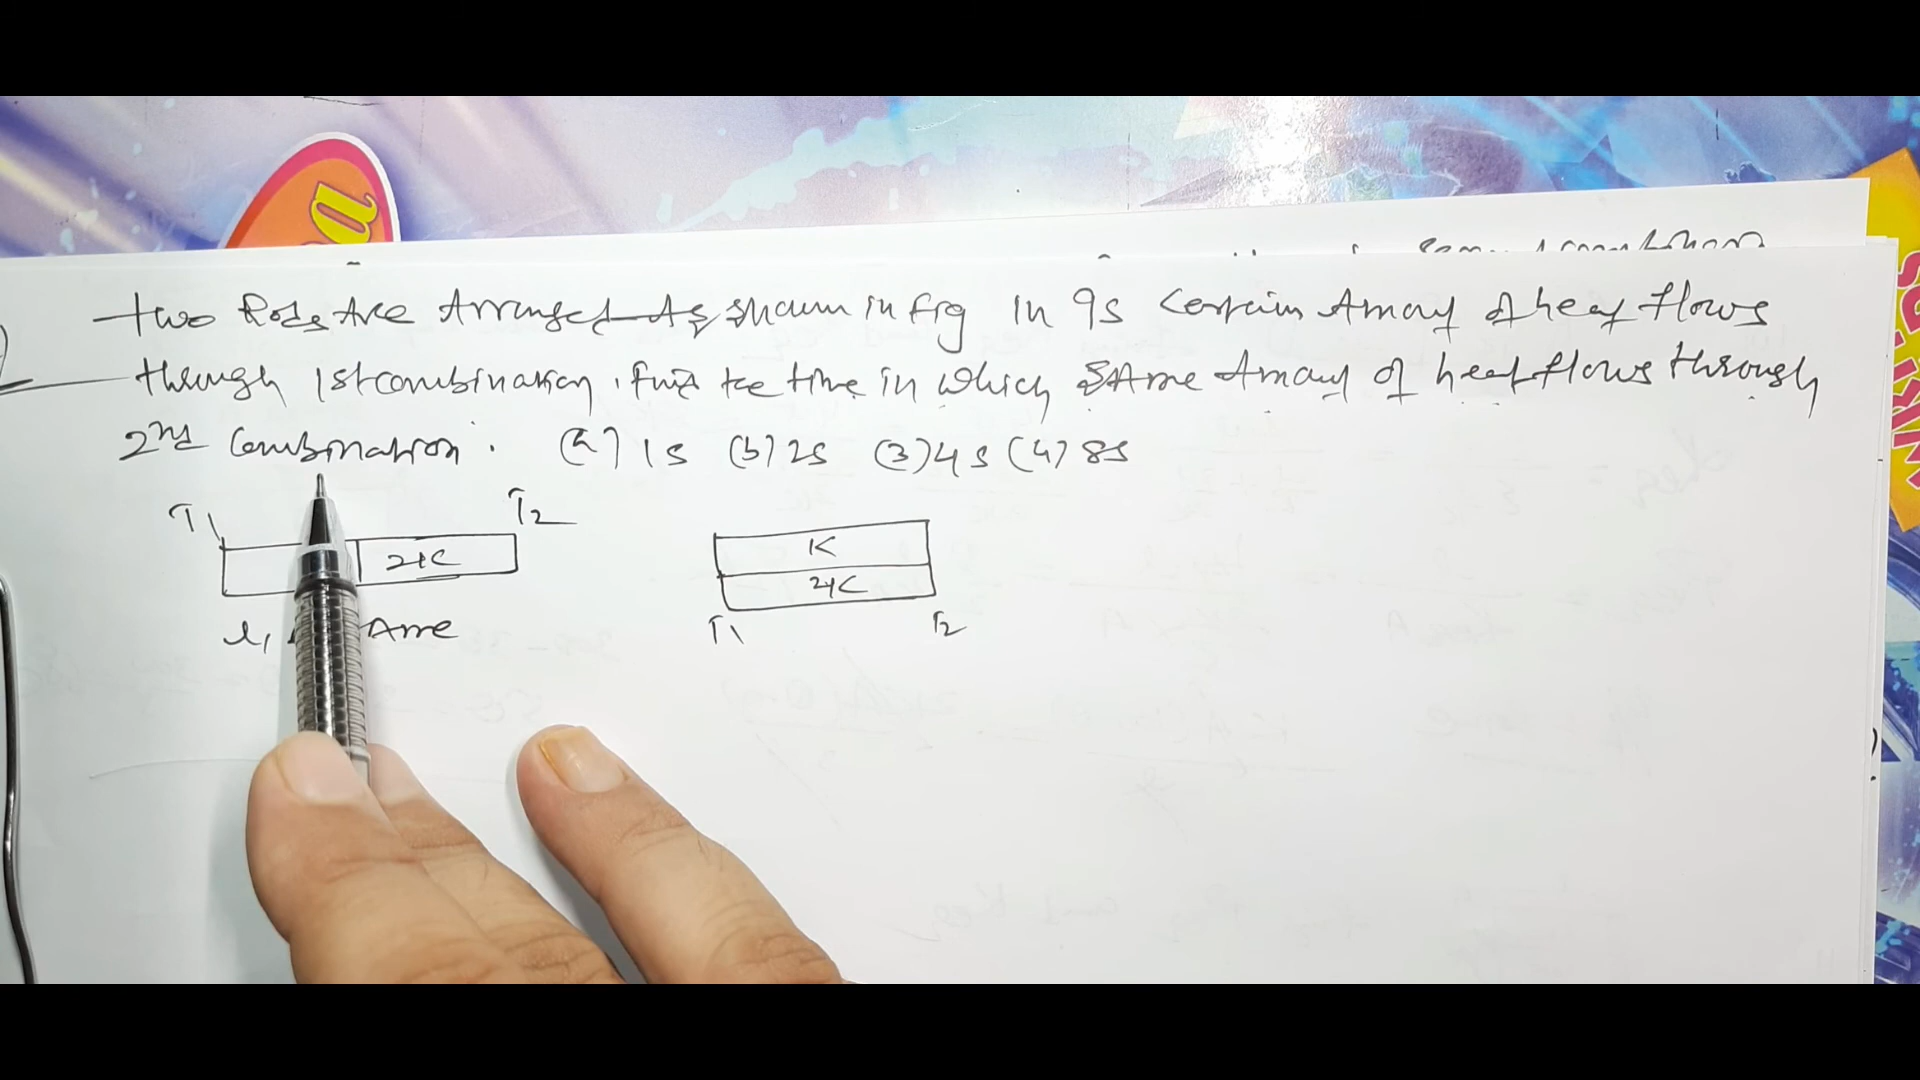 two Rods Are Arranged As shown in fig In 9s Certain Amount of heat flows
through 1st combination. find the time in which SAme Amount of heat flows through
2nd Combination. (a) 1s (b) 2s (3) 4s (4) 8s
T1 T2
2K K
2K
l, Ame T1 T2